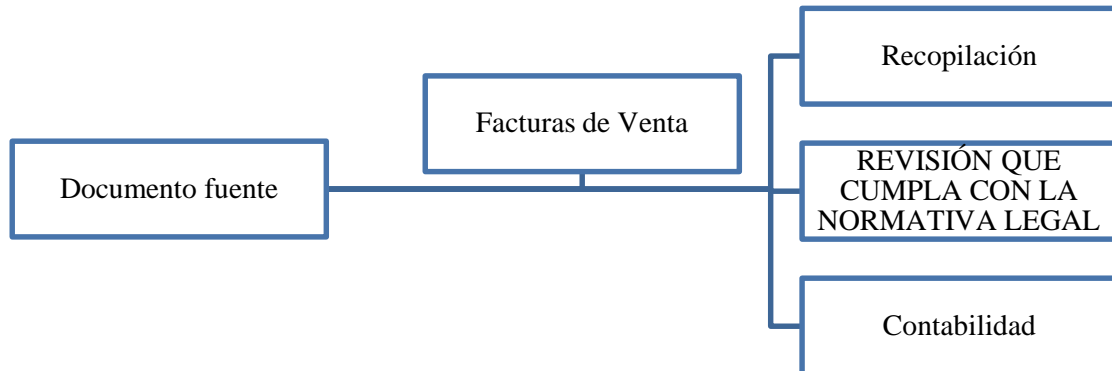 Documento fuente
Facturas de Venta
Recopilación
REVISIÓN QUE
CUMPLA CON LA
NORMATIVA LEGAL
Contabilidad